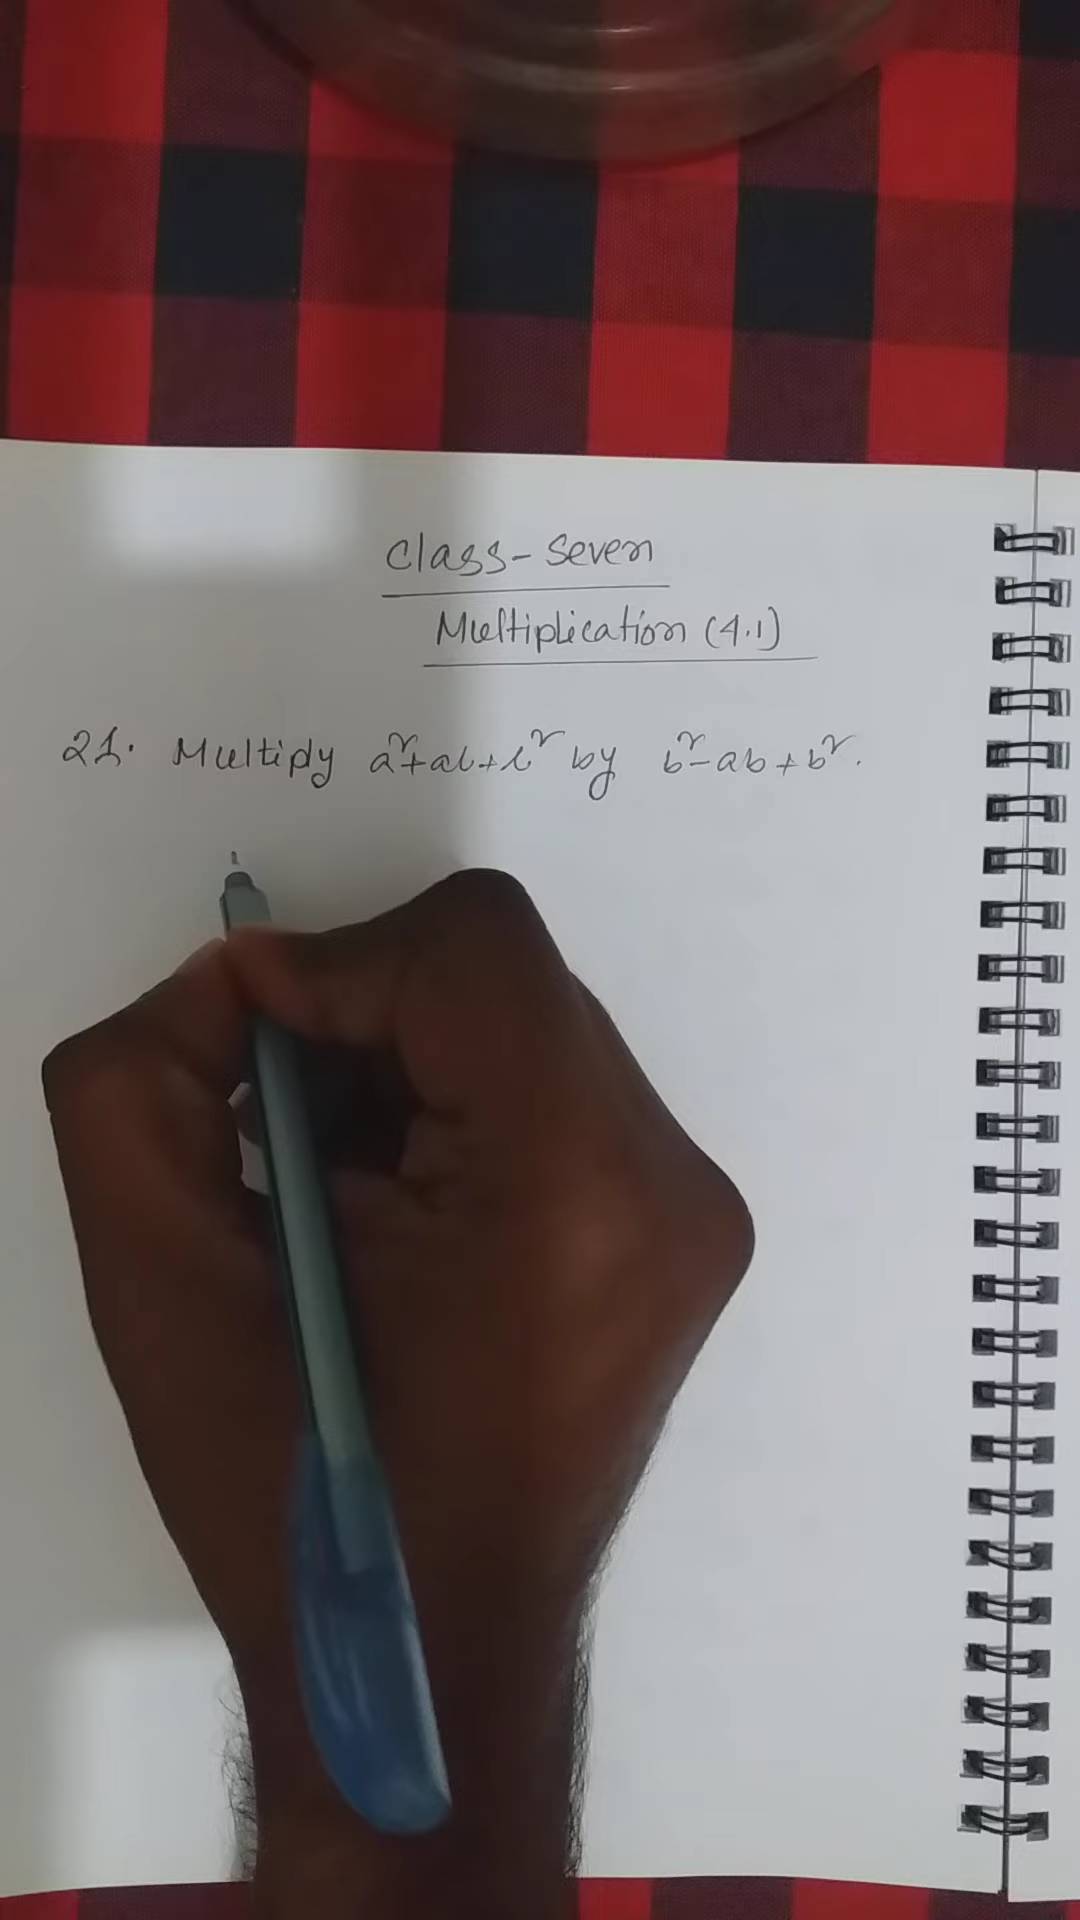 Class-Seven
Multiplication (4.1)
21. Multiply a²+ab+b² by b²-ab+b².